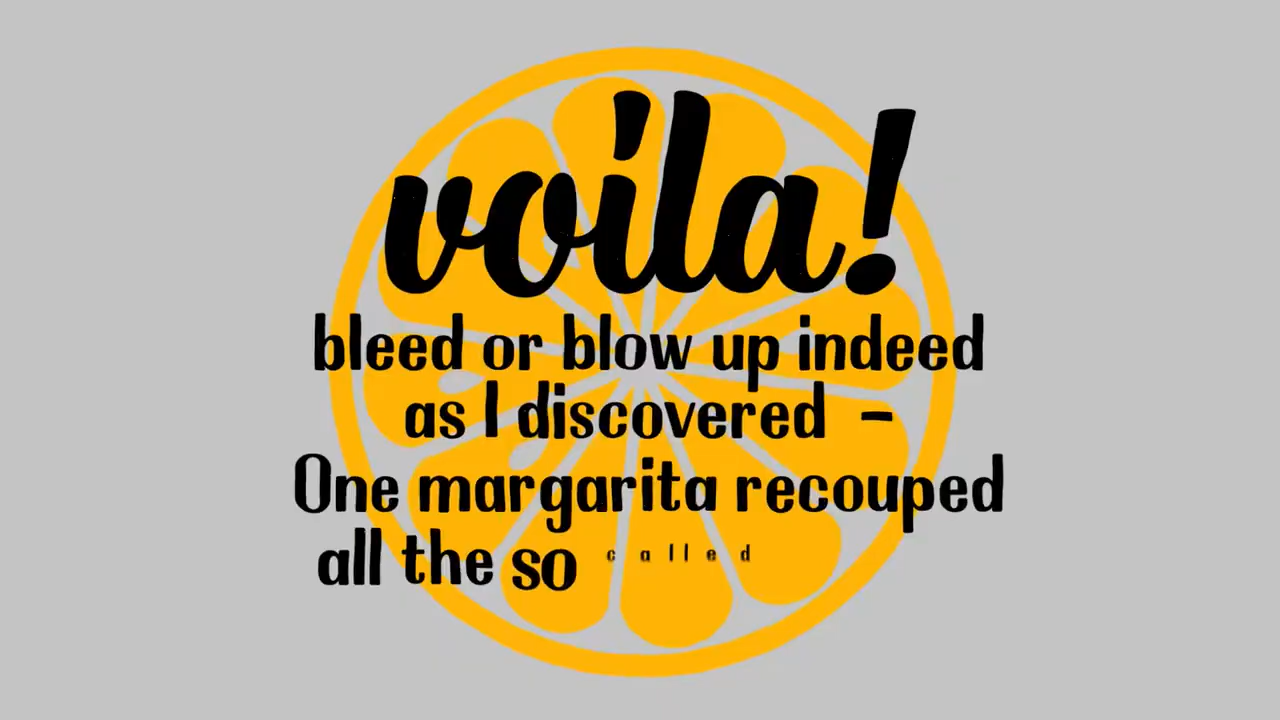 voila!
bleed or blow up indeed
as I discovered –
One margarita recouped
all the so called